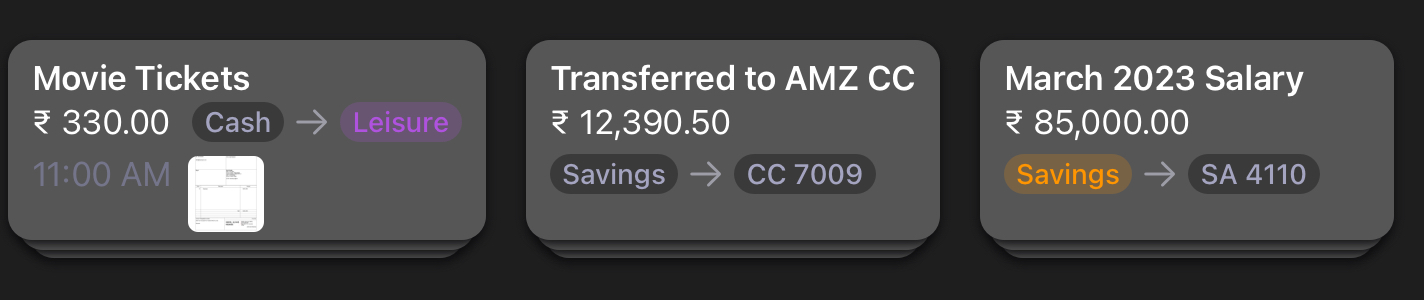 Movie Tickets
₹ 330.00 Cash → Leisure
11:00 AM
Transferred to AMZ CC
₹ 12,390.50
Savings → CC 7009
March 2023 Salary
₹ 85,000.00
Savings → SA 4110